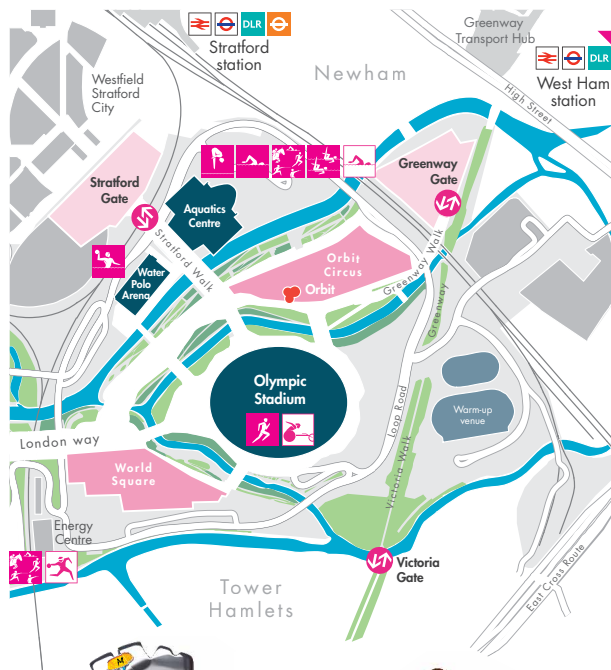 DLR
Stratford
station
Greenway
Transport Hub
DLR
West Ham
station
Newham
High Street
Westfield
Stratford
City
Stratford
Gate
Greenway
Gate
Aquatics
Centre
Stratford Walk
Water
Polo
Arena
Orbit
Circus
Orbit
Greenway Walk
Greenway
Olympic
Stadium
Loop Road
Warm-up
venue
Victoria Walk
London way
World
Square
Energy
Centre
Victoria
Gate
Tower
Hamlets
East Cross Route
M